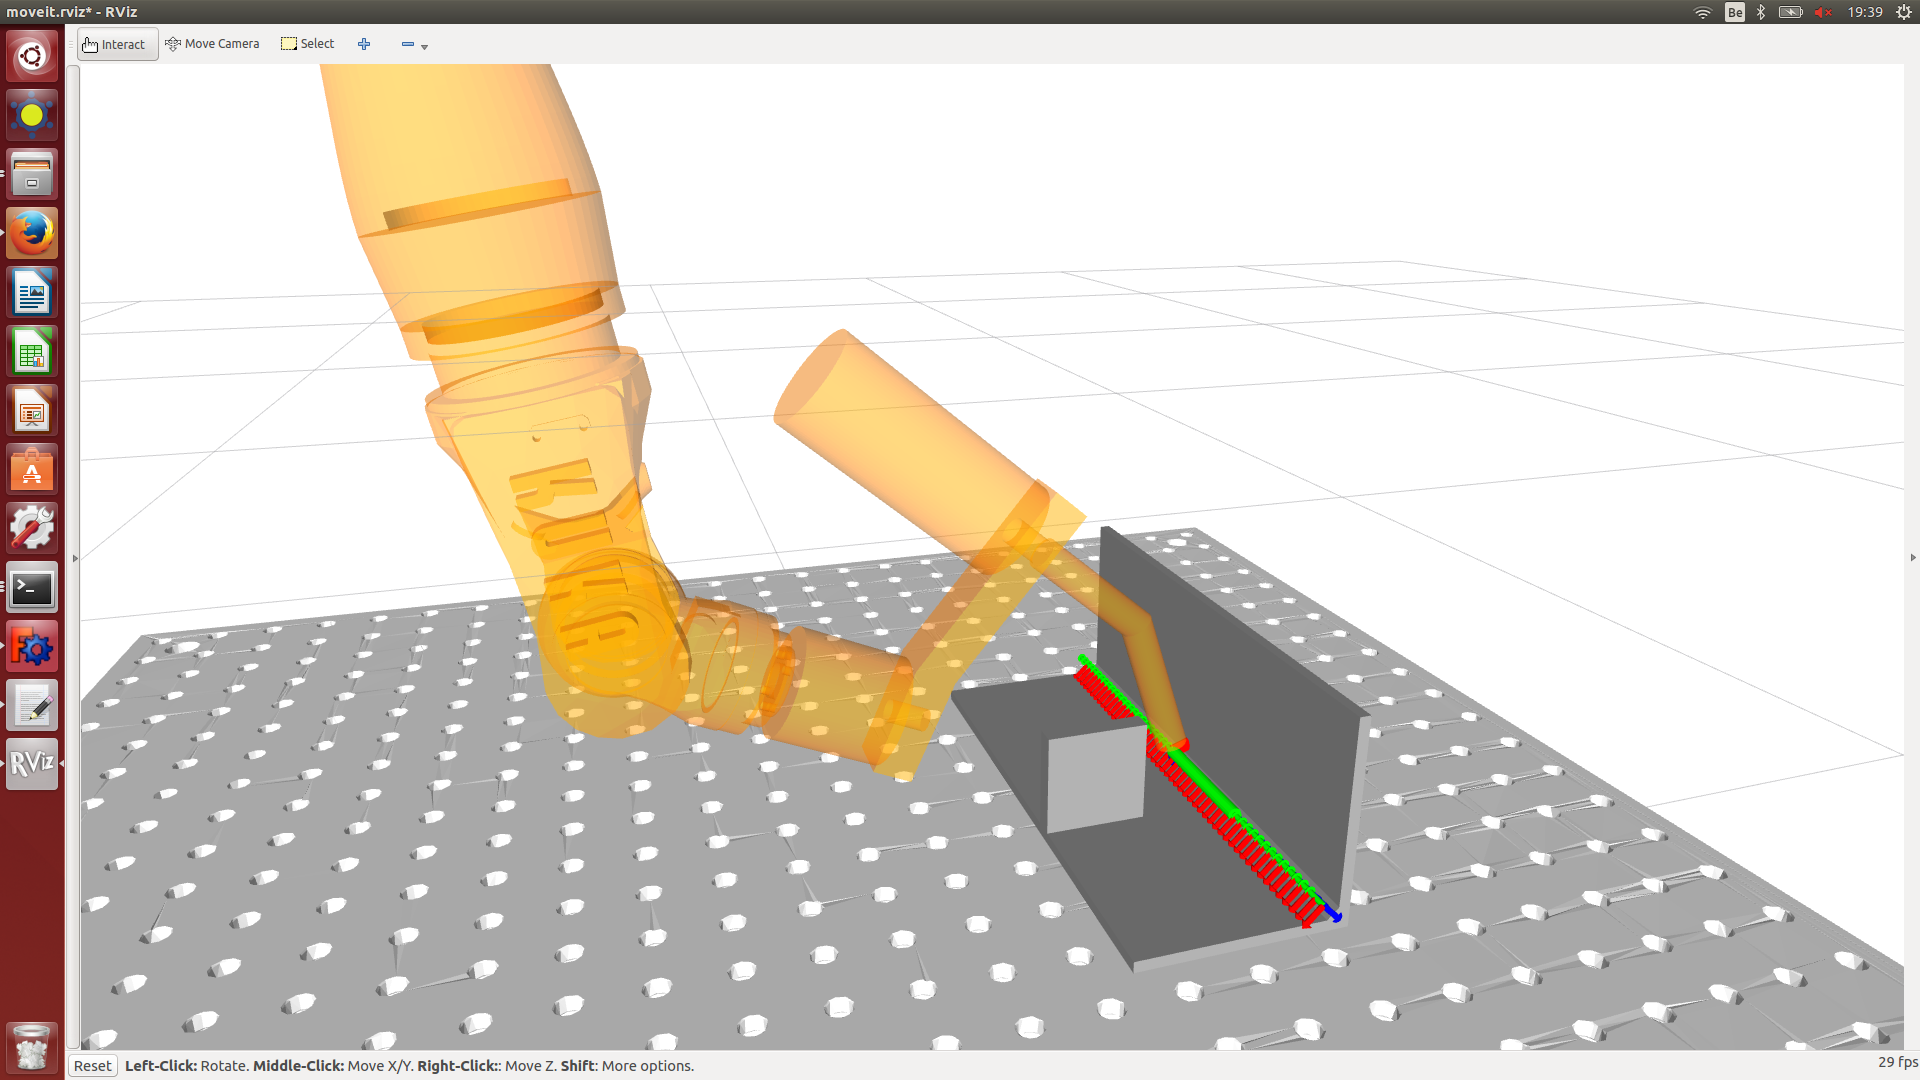 moveit.rviz* - RViz
Be
19:39
Interact
Move Camera
Select
KUKA
RViz
Reset
Left-Click: Rotate. Middle-Click: Move X/Y. Right-Click:: Move Z. Shift: More options.
29 fps